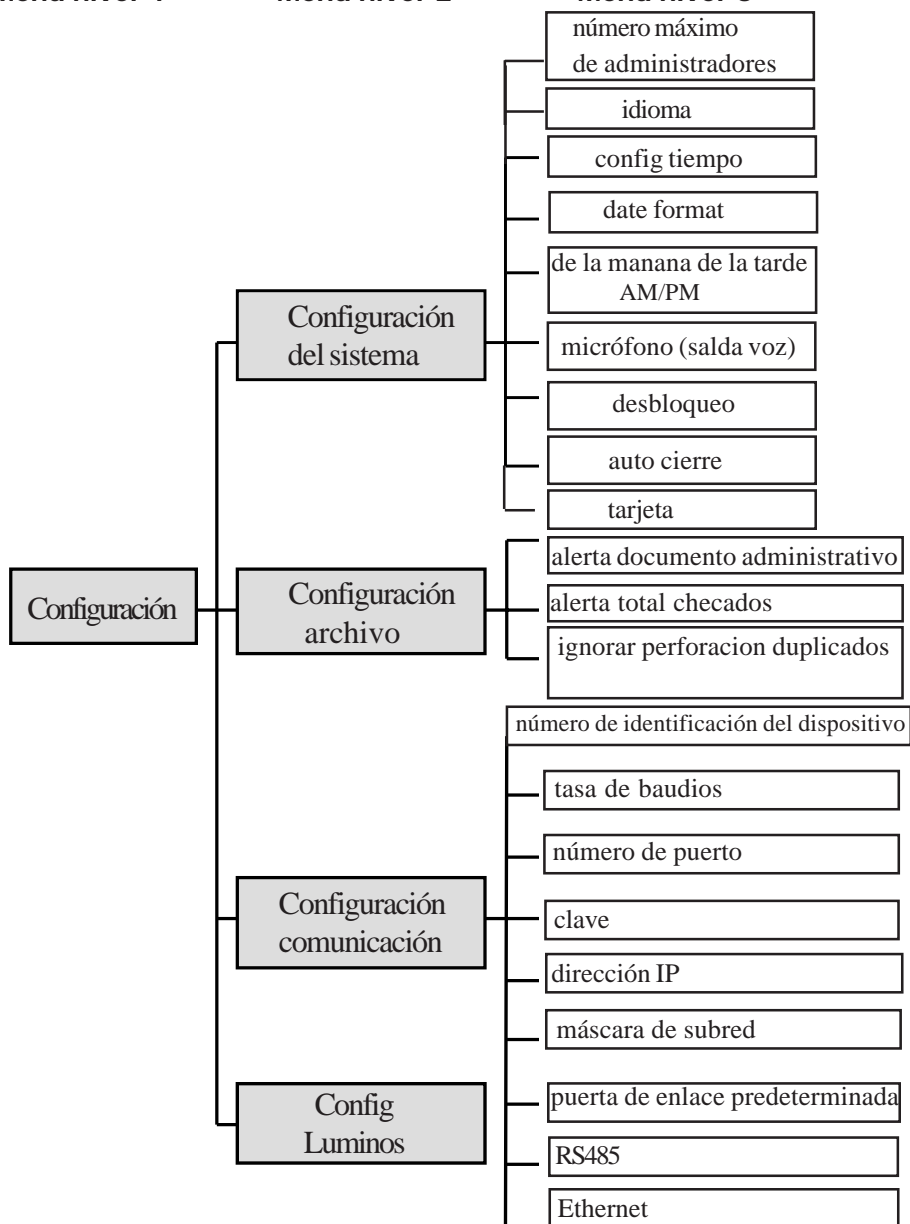 número máximo
de administradores
idioma
config tiempo
date format
de la manana de la tarde
AM/PM
Configuración
del sistema
micrófono (salda voz)
desbloqueo
auto cierre
tarjeta
alerta documento administrativo
Configuración
Configuración
archivo
alerta total checados
ignorar perforacion duplicados
número de identificación del dispositivo
tasa de baudios
número de puerto
Configuración
comunicación
clave
dirección IP
máscara de subred
Config
Luminos
puerta de enlace predeterminada
RS485
Ethernet